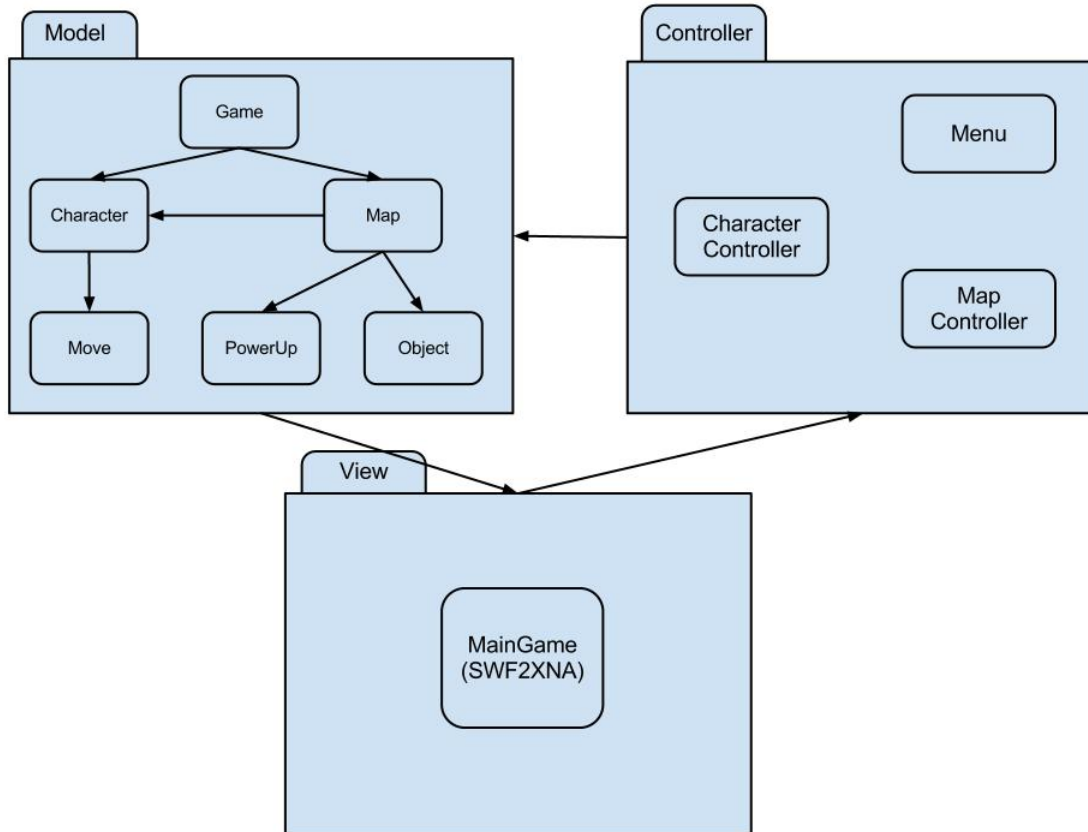 Model
Game
Character
Map
Move
PowerUp
Object
Controller
Menu
Character
Controller
Map
Controller
View
MainGame
(SWF2XNA)